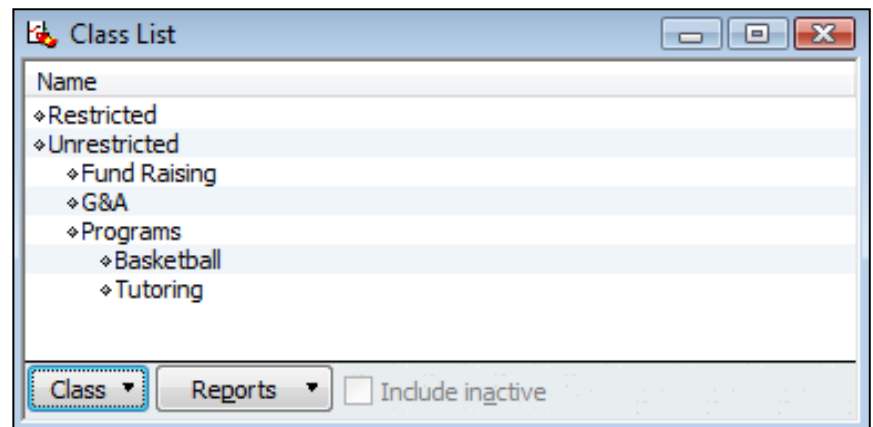 Class List
Name
Restricted
Unrestricted
Fund Raising
G&A
Programs
Basketball
Tutoring
Class Reports Include inactive